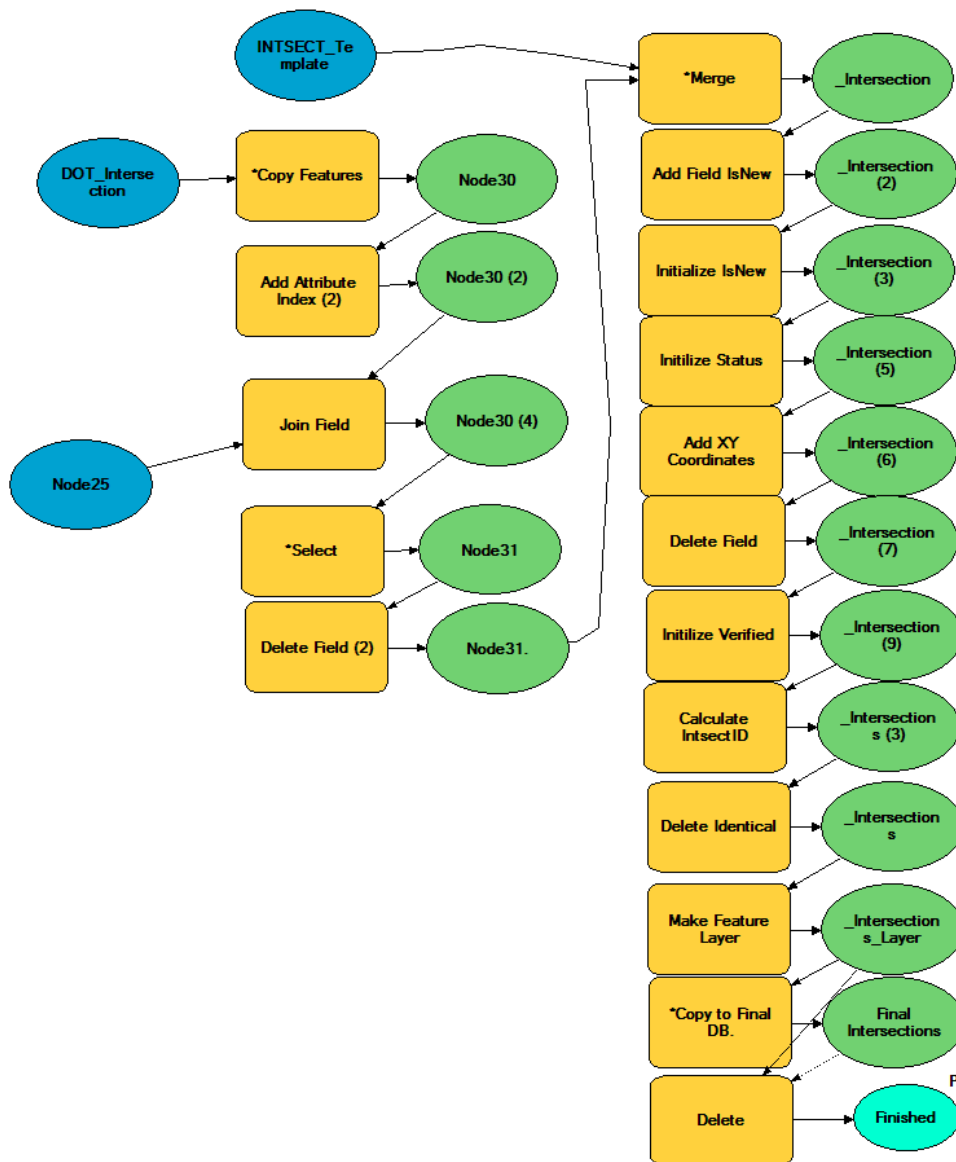 INTSECT_Te
mplate
*Merge
_Intersection
DOT_Interse
ction
*Copy Features
Node30
Add Field IsNew
_Intersection
(2)
Add Attribute
Index (2)
Node30 (2)
Initialize IsNew
_Intersection
(3)
Initilize Status
_Intersection
(5)
Join Field
Node30 (4)
Add XY
Coordinates
_Intersection
(6)
Node25
*Select
Node31
Delete Field
_Intersection
(7)
Delete Field (2)
Node31.
Initilize Verified
_Intersection
(9)
Calculate
IntsectID
_Intersection
s (3)
Delete Identical
_Intersection
s
Make Feature
Layer
_Intersection
s_Layer
*Copy to Final
DB.
Final
Intersections
P
Delete
Finished